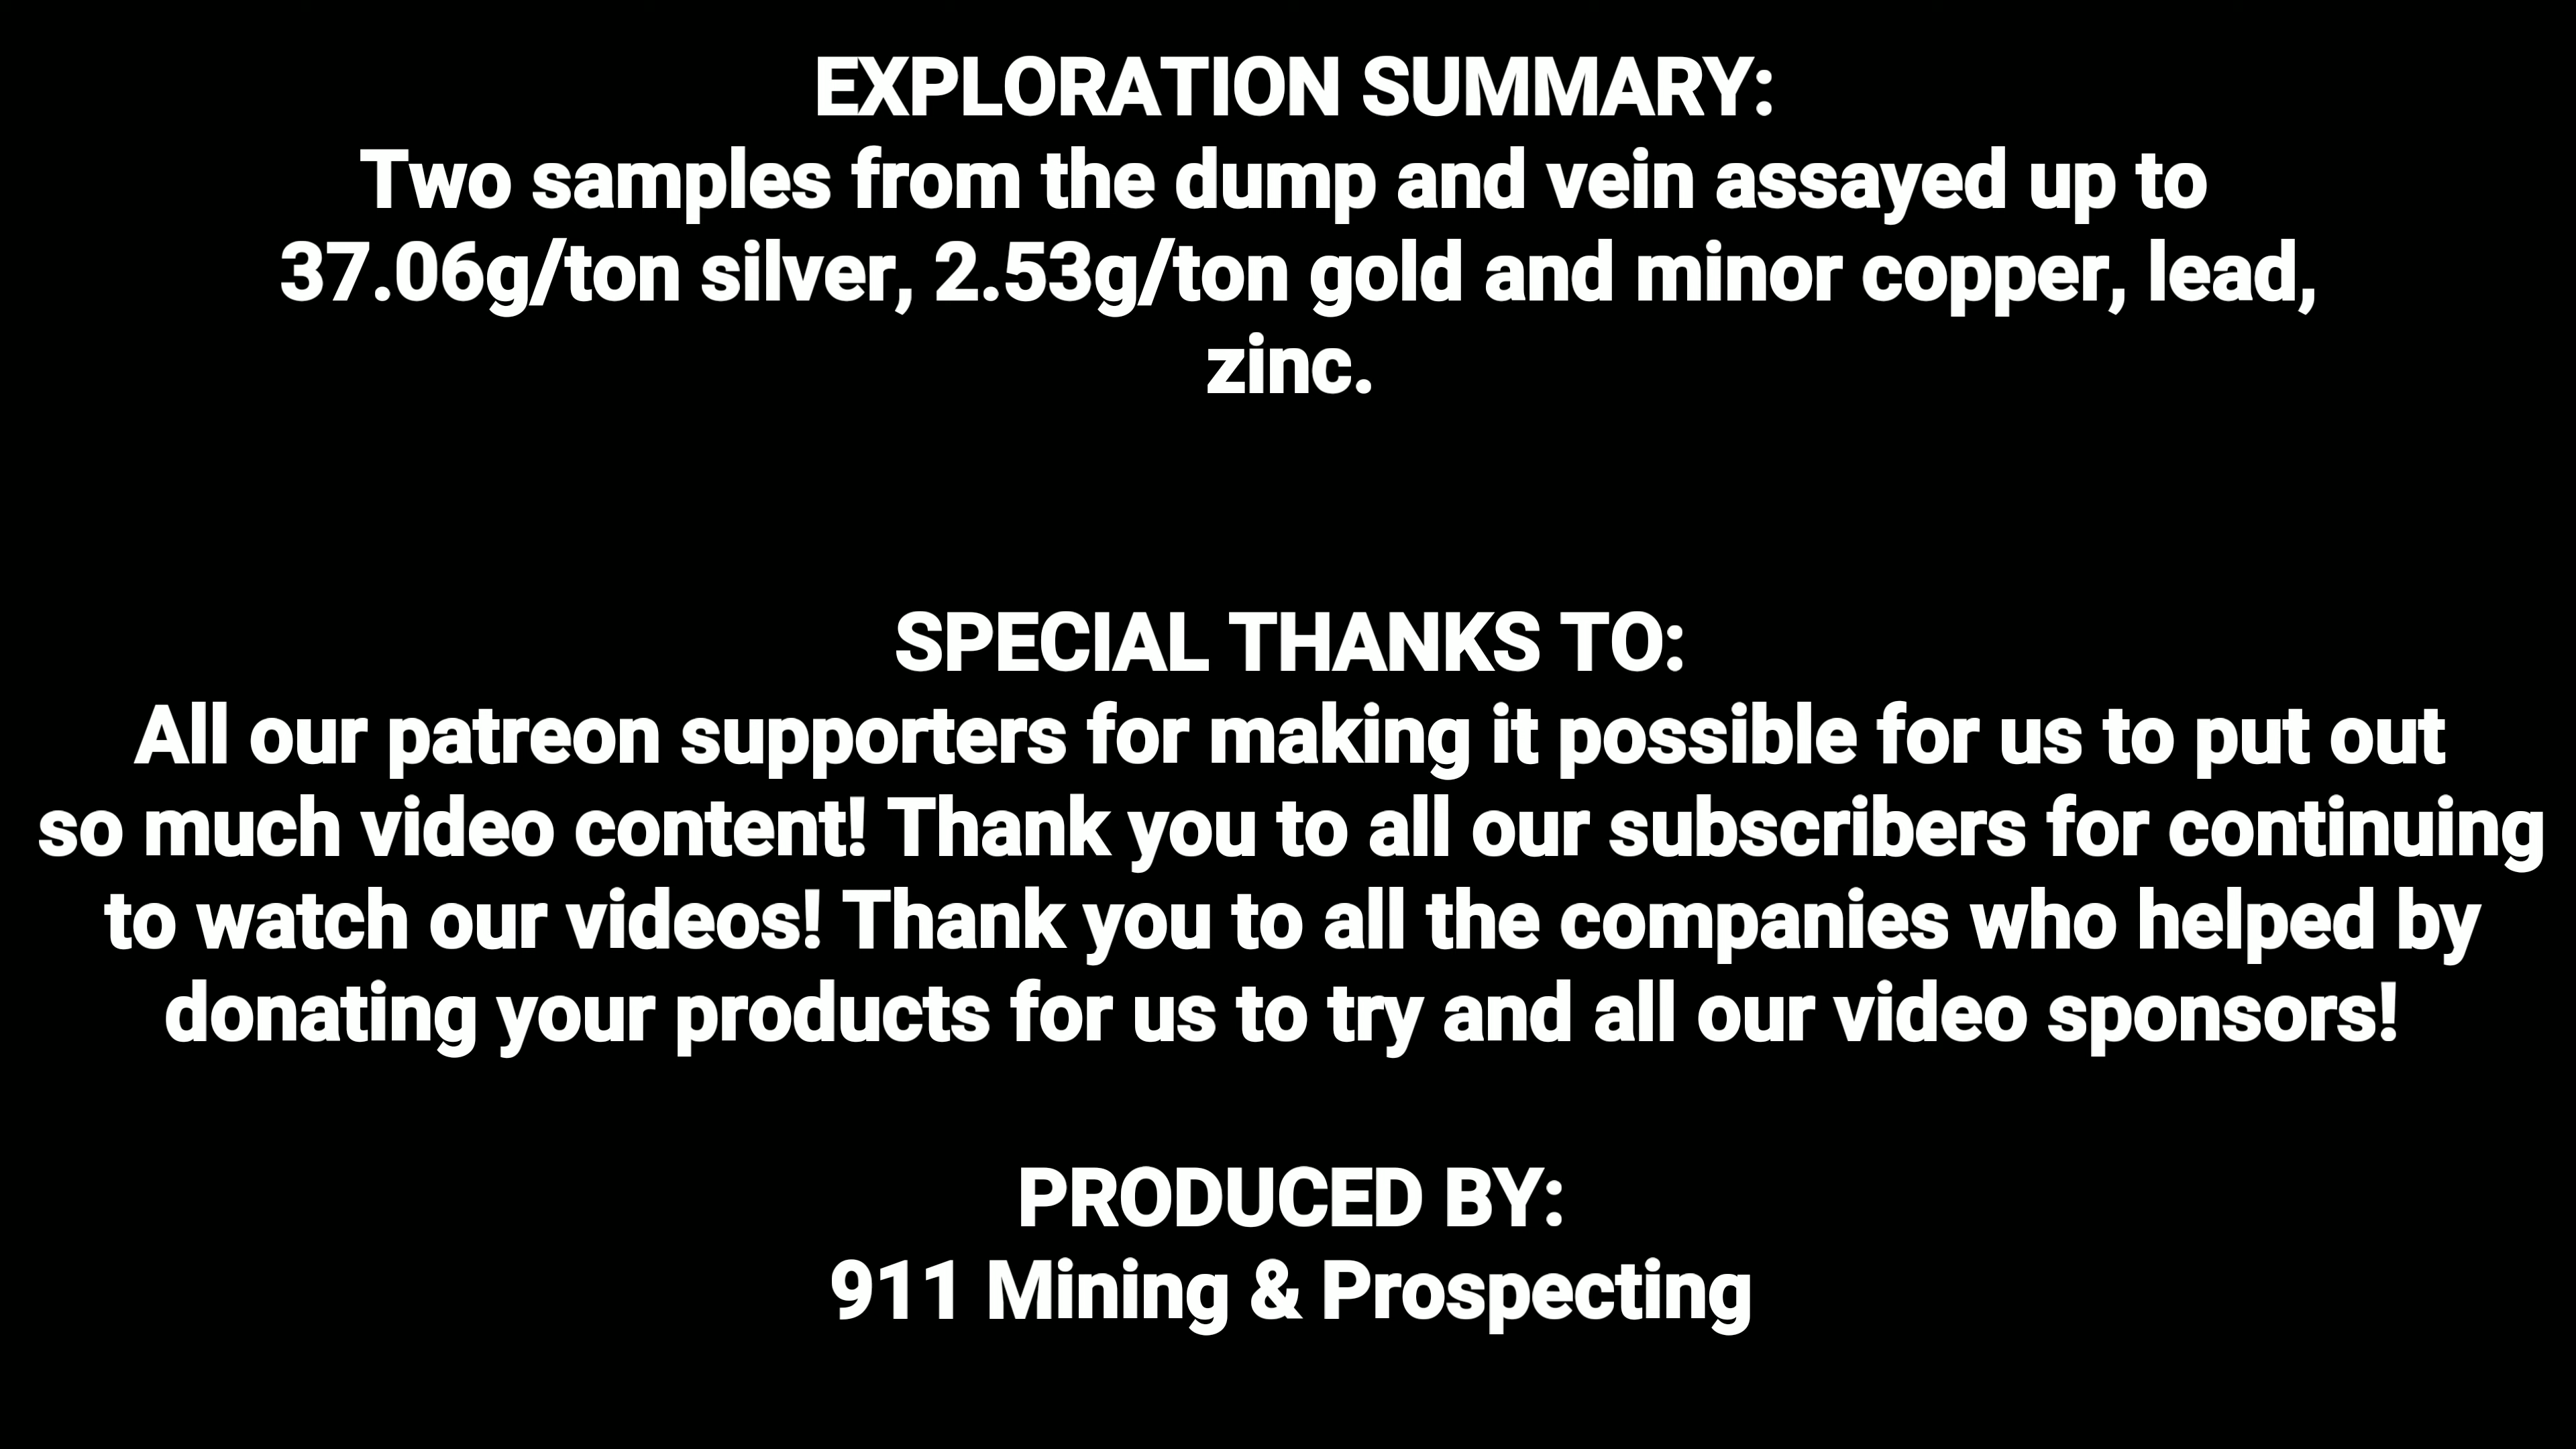 EXPLORATION SUMMARY:
Two samples from the dump and vein assayed up to
37.06g/ton silver, 2.53g/ton gold and minor copper, lead,
zinc.
SPECIAL THANKS TO:
All our patreon supporters for making it possible for us to put out
so much video content! Thank you to all our subscribers for continuing
to watch our videos! Thank you to all the companies who helped by
donating your products for us to try and all our video sponsors!
PRODUCED BY:
911 Mining & Prospecting